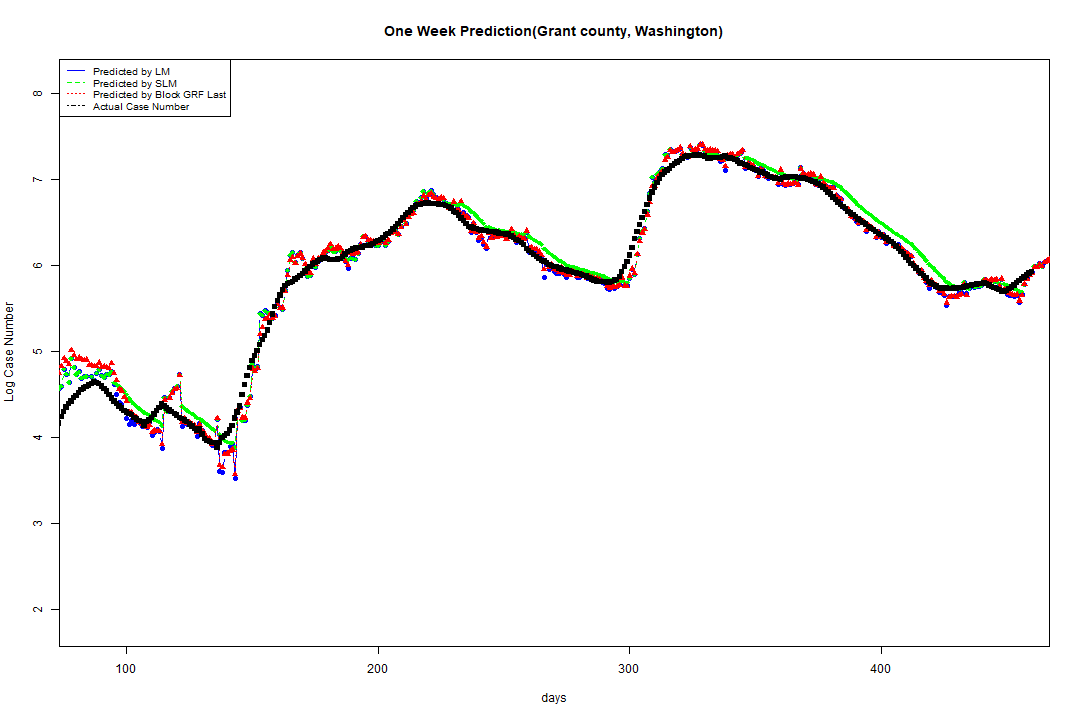 One Week Prediction(Grant county, Washington)
Predicted by LM
Predicted by SLM
Predicted by Block GRF Last
Actual Case Number
8
7
6
5
4
3
2
Log Case Number
100 200 300 400
days